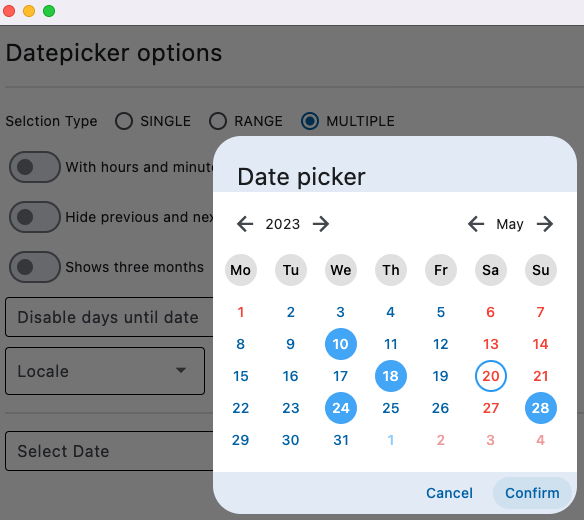 Datepicker options
Selction Type SINGLE RANGE MULTIPLE
With hours and minut
Hide previous and nex
Shows three months
Disable days until date
Locale
Select Date
Date picker
2023 May
Mo Tu We Th Fr Sa Su
1 2 3 4 5 6 7
8 9 10 11 12 13 14
15 16 17 18 19 20 21
22 23 24 25 26 27 28
29 30 31 1 2 3 4
Cancel Confirm